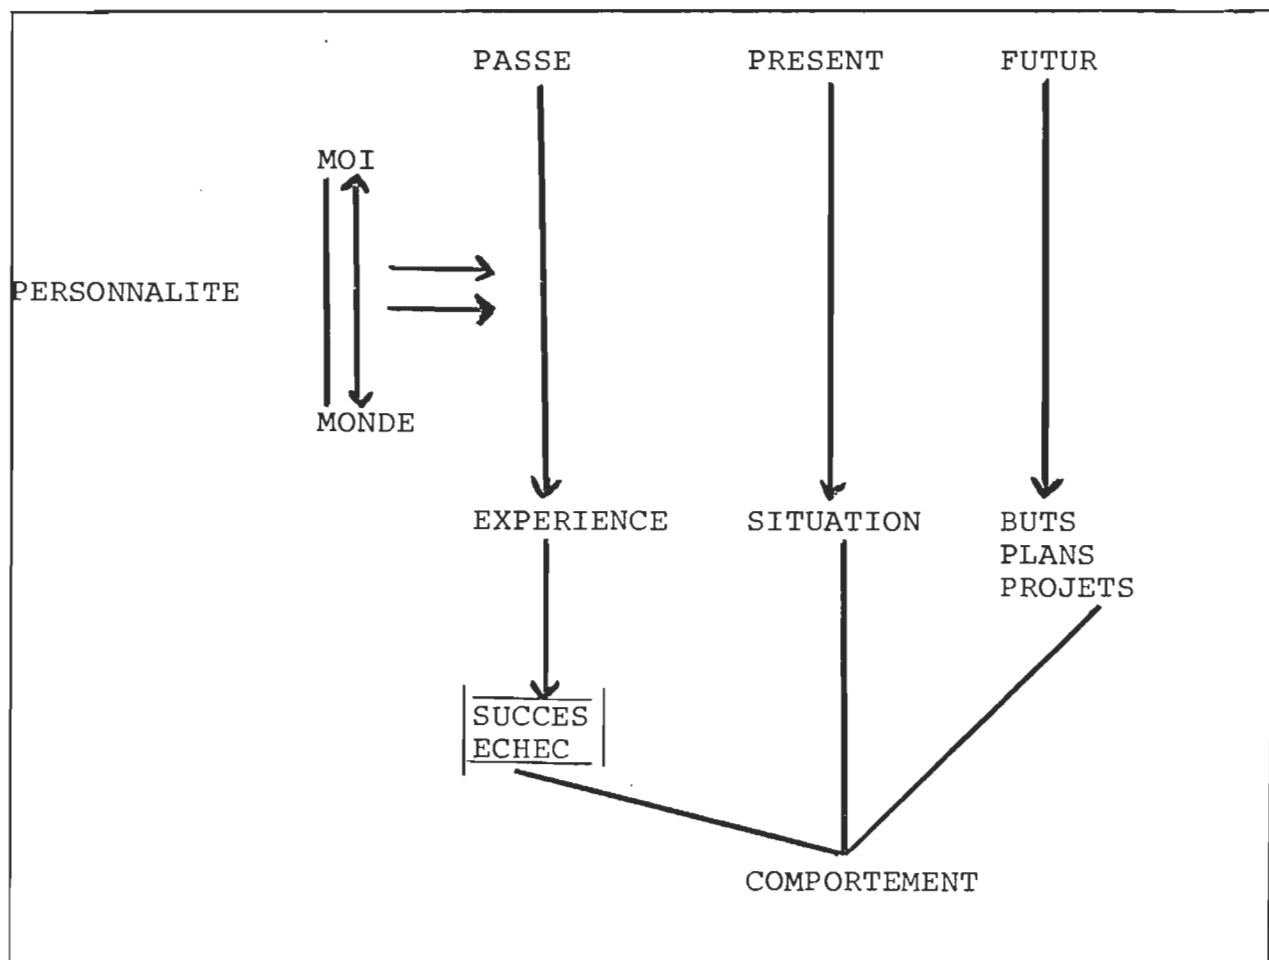 PASSE PRESENT FUTUR
MOI
PERSONNALITE
MONDE
EXPERIENCE SITUATION BUTS
PLANS
PROJETS
SUCCES
ECHEC
COMPORTEMENT